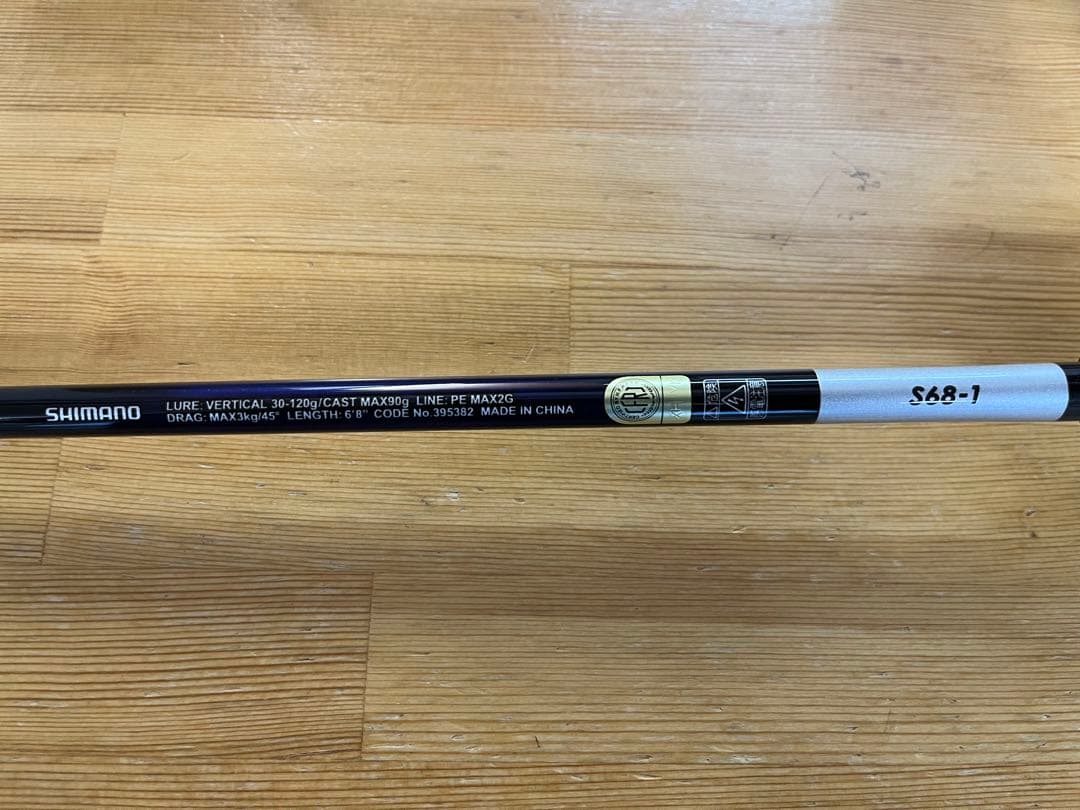 SHIMANO
LURE: VERTICAL 30-120g/CAST MAX90g LINE: PE MAX2G
DRAG: MAX3kg/45° LENGTH: 6'8" CODE No.395382 MADE IN CHINA
S68-1